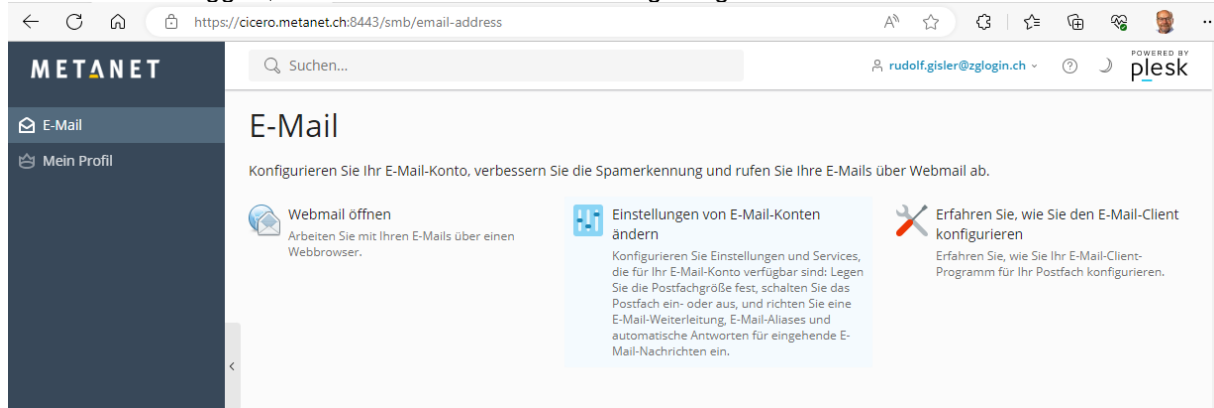 https://cicero.metanet.ch:8443/smb/email-address
METANET
Suchen...
rudolf.gisler@zglogin.ch
POWERED BY
plesk
E-Mail
Mein Profil
E-Mail
Konfigurieren Sie Ihr E-Mail-Konto, verbessern Sie die Spamerkennung und rufen Sie Ihre E-Mails über Webmail ab.
Webmail öffnen
Arbeiten Sie mit Ihren E-Mails über einen
Webbrowser.
Einstellungen von E-Mail-Konten
ändern
Konfigurieren Sie Einstellungen und Services,
die für Ihr E-Mail-Konto verfügbar sind: Legen
Sie die Postfachgröße fest, schalten Sie das
Postfach ein- oder aus, und richten Sie eine
E-Mail-Weiterleitung, E-Mail-Aliases und
automatische Antworten für eingehende E-
Mail-Nachrichten ein.
Erfahren Sie, wie Sie den E-Mail-Client
konfigurieren
Erfahren Sie, wie Sie Ihr E-Mail-Client-
Programm für Ihr Postfach konfigurieren.